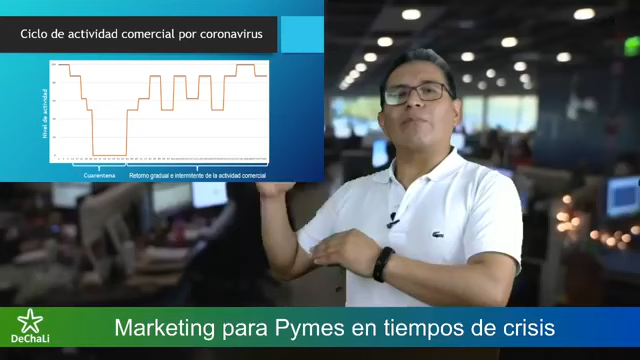 Ciclo de actividad comercial por coronavirus
Nivel de actividad
Cuarentena
Retorno gradual e intermitente de la actividad comercial
DeChaLi
Marketing para Pymes en tiempos de crisis